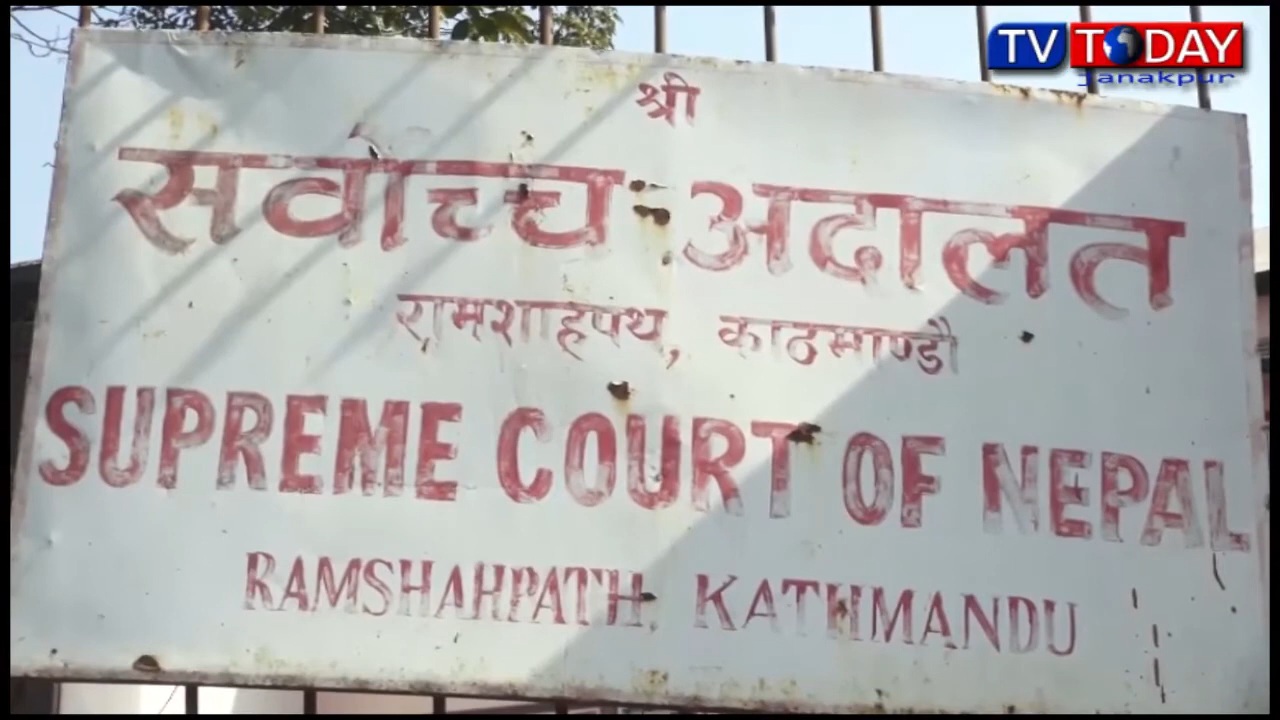 TV TODAY
Janakpur
श्री
सर्वोच्च अदालत
रामशाहपथ, काठमाण्डौ
SUPREME COURT OF NEPAL
RAMSHAHPATH, KATHMANDU